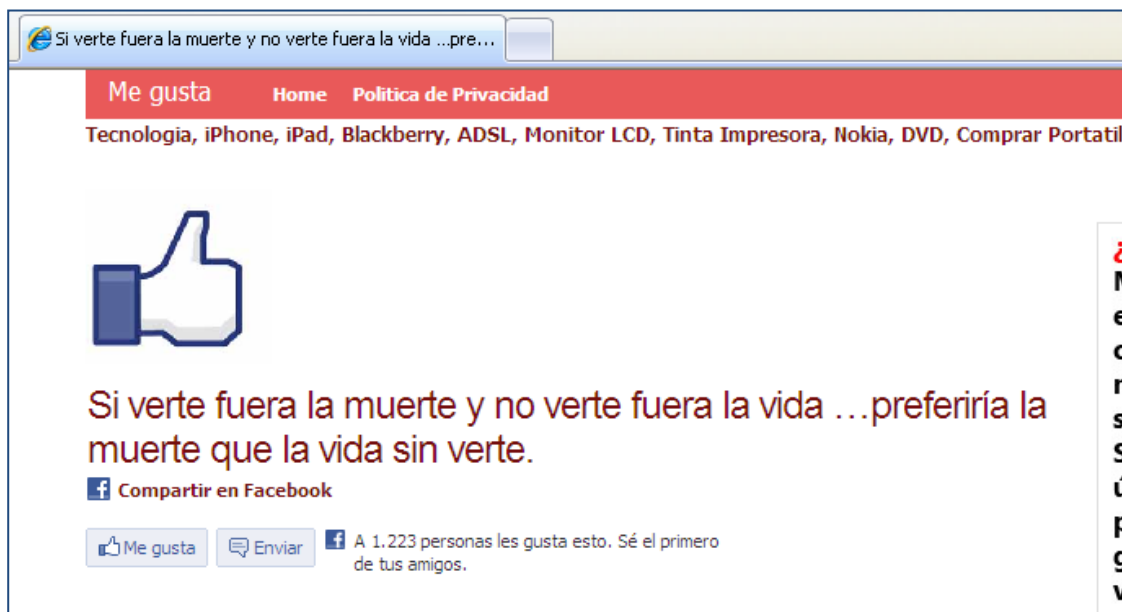 Si verte fuera la muerte y no verte fuera la vida ...pre...
Me gusta Home Politica de Privacidad
Tecnologia, iPhone, iPad, Blackberry, ADSL, Monitor LCD, Tinta Impresora, Nokia, DVD, Comprar Portatil
Si verte fuera la muerte y no verte fuera la vida …preferiría la
muerte que la vida sin verte.
Compartir en Facebook
Me gusta Enviar A 1.223 personas les gusta esto. Sé el primero
de tus amigos.